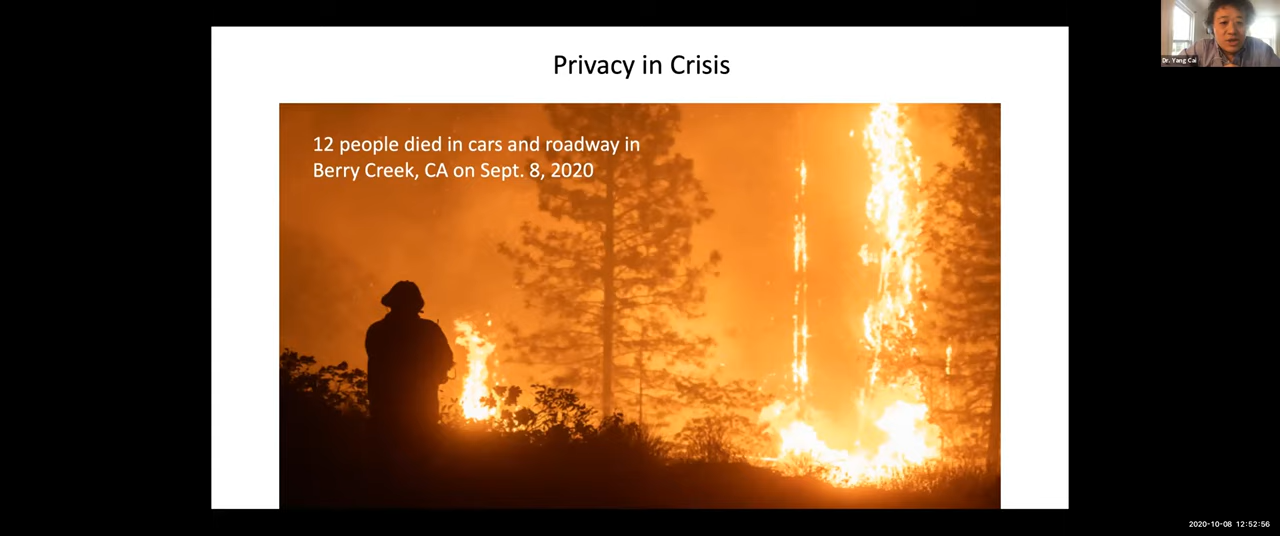 Privacy in Crisis
12 people died in cars and roadway in
Berry Creek, CA on Sept. 8, 2020
Dr. Yang Cai
2020-10-08 12:52:56